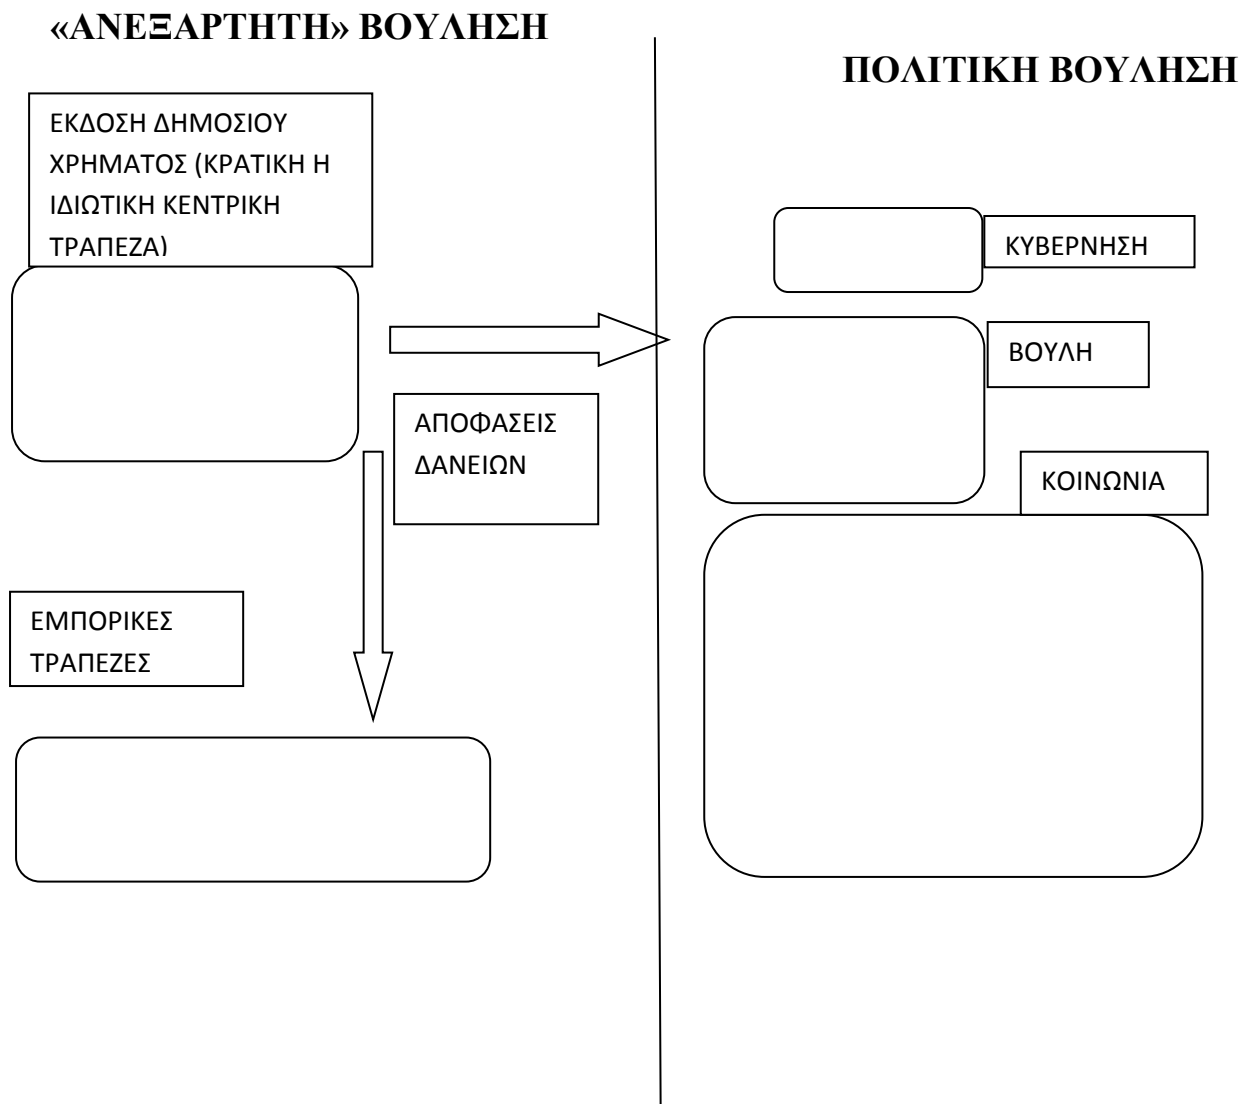 «ΑΝΕΞΑΡΤΗΤΗ» ΒΟΥΛΗΣΗ
ΠΟΛΙΤΙΚΗ ΒΟΥΛΗΣΗ
ΕΚΔΟΣΗ ΔΗΜΟΣΙΟΥ
ΧΡΗΜΑΤΟΣ (ΚΡΑΤΙΚΗ Η
ΙΔΙΩΤΙΚΗ ΚΕΝΤΡΙΚΗ
ΤΡΑΠΕΖΑ)
ΚΥΒΕΡΝΗΣΗ
ΒΟΥΛΗ
ΑΠΟΦΑΣΕΙΣ
ΔΑΝΕΙΩΝ
ΚΟΙΝΩΝΙΑ
ΕΜΠΟΡΙΚΕΣ
ΤΡΑΠΕΖΕΣ